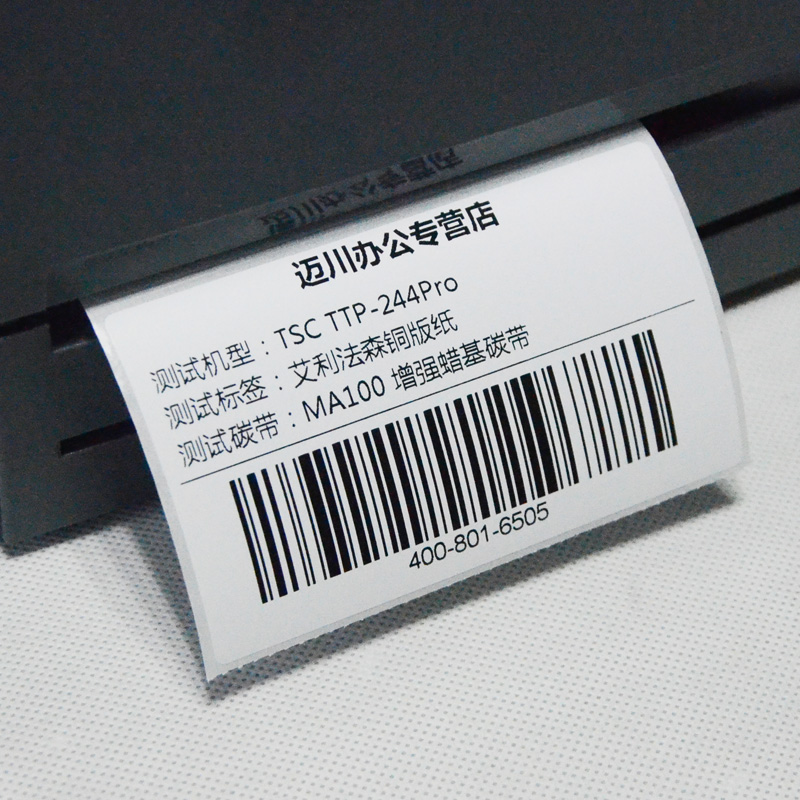 迈川办公专营店
测试机型：TSC TTP-244Pro
测试标签：艾利法森铜版纸
测试碳带：MA100 增强蜡基碳带
400-801-6505